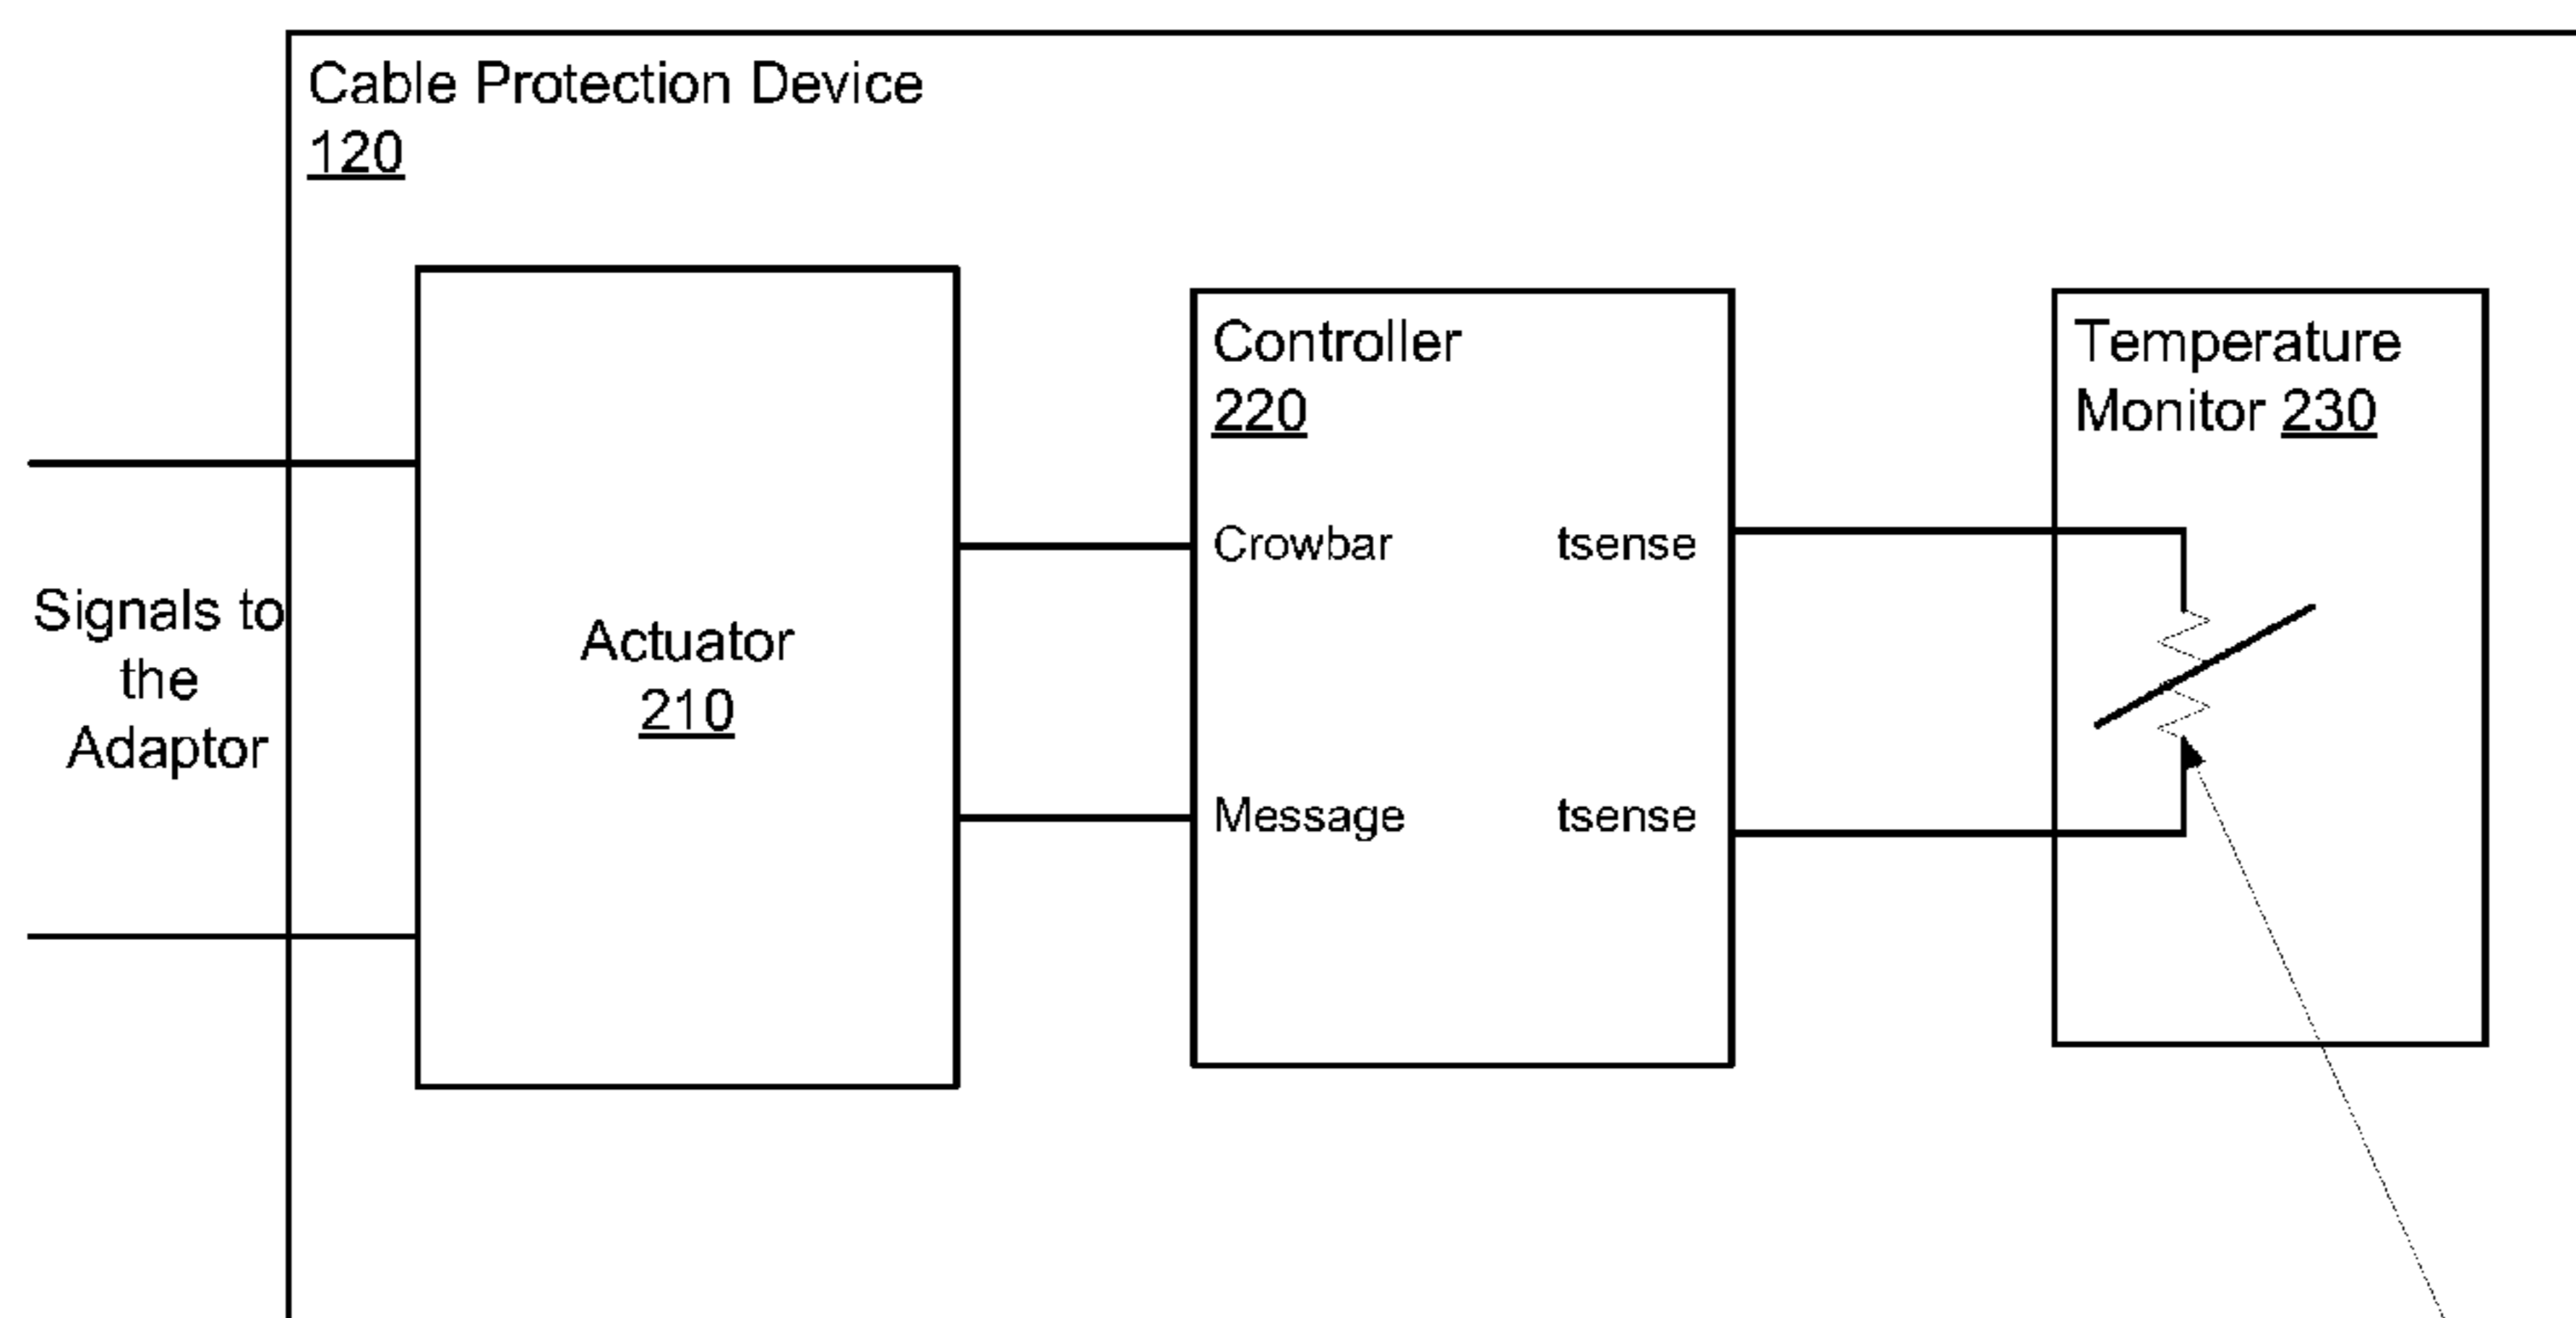 Cable Protection Device
120
Signals to
the
Adaptor
Actuator
210
Controller
220
Crowbar
tsense
Message
tsense
Temperature
Monitor 230